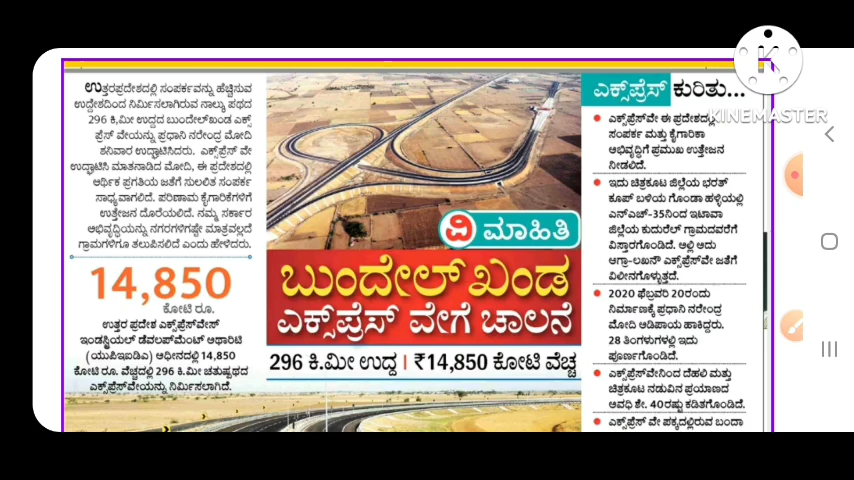 ಉತ್ತರಪ್ರದೇಶದಲ್ಲಿ ಸಂಪರ್ಕವನ್ನು ಹೆಚ್ಚಿಸುವ
ಉದ್ದೇಶದಿಂದ ನಿರ್ಮಿಸಲಾಗಿರುವ ನಾಲ್ಕು ಪಥದ
296 ಕಿ.ಮೀ ಉದ್ದದ ಬುಂದೇಲ್‌ಖಂಡ ಎಕ್ಸ್
ಪ್ರೆಸ್ ವೇಯನ್ನು ಪ್ರಧಾನಿ ನರೇಂದ್ರ ಮೋದಿ
ಶನಿವಾರ ಉದ್ಘಾಟಿಸಿದರು. ಎಕ್ಸ್‌ಪ್ರೆಸ್ ವೇ
ಉದ್ಘಾಟಿಸಿ ಮಾತನಾಡಿದ ಮೋದಿ, ಈ ಪ್ರದೇಶದಲ್ಲಿ
ಆರ್ಥಿಕ ಪ್ರಗತಿಯ ಜತೆಗೆ ಸುಲಲಿತ ಸಂಪರ್ಕ
ಸಾಧ್ಯವಾಗಲಿದೆ. ಪರಿಣಾಮ ಕೈಗಾರಿಕೆಗಳಿಗೆ
ಉತ್ತೇಜನ ದೊರೆಯಲಿದೆ. ನಮ್ಮ ಸರ್ಕಾರ
ಅಭಿವೃದ್ಧಿಯನ್ನು ನಗರಗಳಿಗಷ್ಟೇ ಮಾತ್ರವಲ್ಲದೆ
ಗ್ರಾಮಗಳಿಗೂ ತಲುಪಿಸಲಿದೆ ಎಂದು ಹೇಳಿದರು.
14,850
ಕೋಟಿ ರೂ.
ಉತ್ತರ ಪ್ರದೇಶ ಎಕ್ಸ್‌ಪ್ರೆಸ್‌ವೇಸ್
ಇಂಡಸ್ಟ್ರಿಯಲ್ ಡೆವಲಪ್‌ಮೆಂಟ್ ಅಥಾರಿಟಿ
(ಯುಪಿಇಐಡಿಎ) ಅಧೀನದಲ್ಲಿ 14,850
ಕೋಟಿ ರೂ. ವೆಚ್ಚದಲ್ಲಿ 296 ಕಿ.ಮೀ ಚತುಷ್ಪಥದ
ಎಕ್ಸ್‌ಪ್ರೆಸ್‌ವೇಯನ್ನು ನಿರ್ಮಿಸಲಾಗಿದೆ.
ವಿ ಮಾಹಿತಿ
ಬುಂದೇಲ್‌ಖಂಡ
ಎಕ್ಸ್‌ಪ್ರೆಸ್ ವೇಗೆ ಚಾಲನೆ
296 ಕಿ.ಮೀ ಉದ್ದ | ₹14,850 ಕೋಟಿ ವೆಚ್ಚ
ಎಕ್ಸ್‌ಪ್ರೆಸ್ ಕುರಿತು...
ಎಕ್ಸ್‌ಪ್ರೆಸ್‌ವೇ ಈ ಪ್ರದೇಶದಲ್ಲಿ
ಸಂಪರ್ಕ ಮತ್ತು ಕೈಗಾರಿಕಾ
ಅಭಿವೃದ್ಧಿಗೆ ಪ್ರಮುಖ ಉತ್ತೇಜನ
ನೀಡಲಿದೆ.
ಇದು ಚಿತ್ರಕೂಟ ಜಿಲ್ಲೆಯ ಭರತ್
ಕೂಪ್ ಬಳಿಯ ಗೊಂಡಾ ಹಳ್ಳಿಯಲ್ಲಿ
ಎನ್ಎಚ್-35ನಿಂದ ಇಟಾವಾ
ಜಿಲ್ಲೆಯ ಕುದುರೆಲ್ ಗ್ರಾಮದವರೆಗೆ
ವಿಸ್ತಾರಗೊಂಡಿದೆ. ಅಲ್ಲಿ ಅದು
ಆಗ್ರಾ-ಲಖನೌ ಎಕ್ಸ್‌ಪ್ರೆಸ್‌ವೇ ಜತೆಗೆ
ವಿಲೀನಗೊಳ್ಳುತ್ತದೆ.
2020 ಫೆಬ್ರವರಿ 20ರಂದು
ನಿರ್ಮಾಣಕ್ಕೆ ಪ್ರಧಾನಿ ನರೇಂದ್ರ
ಮೋದಿ ಅಡಿಪಾಯ ಹಾಕಿದ್ದರು.
28 ತಿಂಗಳುಗಳಲ್ಲಿ ಇದು
ಪೂರ್ಣಗೊಂಡಿದೆ.
ಎಕ್ಸ್‌ಪ್ರೆಸ್‌ವೇನಿಂದ ದೆಹಲಿ ಮತ್ತು
ಚಿತ್ರಕೂಟ ನಡುವಿನ ಪ್ರಯಾಣದ
ಅವಧಿ ಶೇ. 40ರಷ್ಟು ಕಡಿತಗೊಂಡಿದೆ.
ಎಕ್ಸ್‌ಪ್ರೆಸ್ ವೇ ಪಕ್ಕದಲ್ಲಿರುವ ಬಂದಾ
K
KINEMASTER